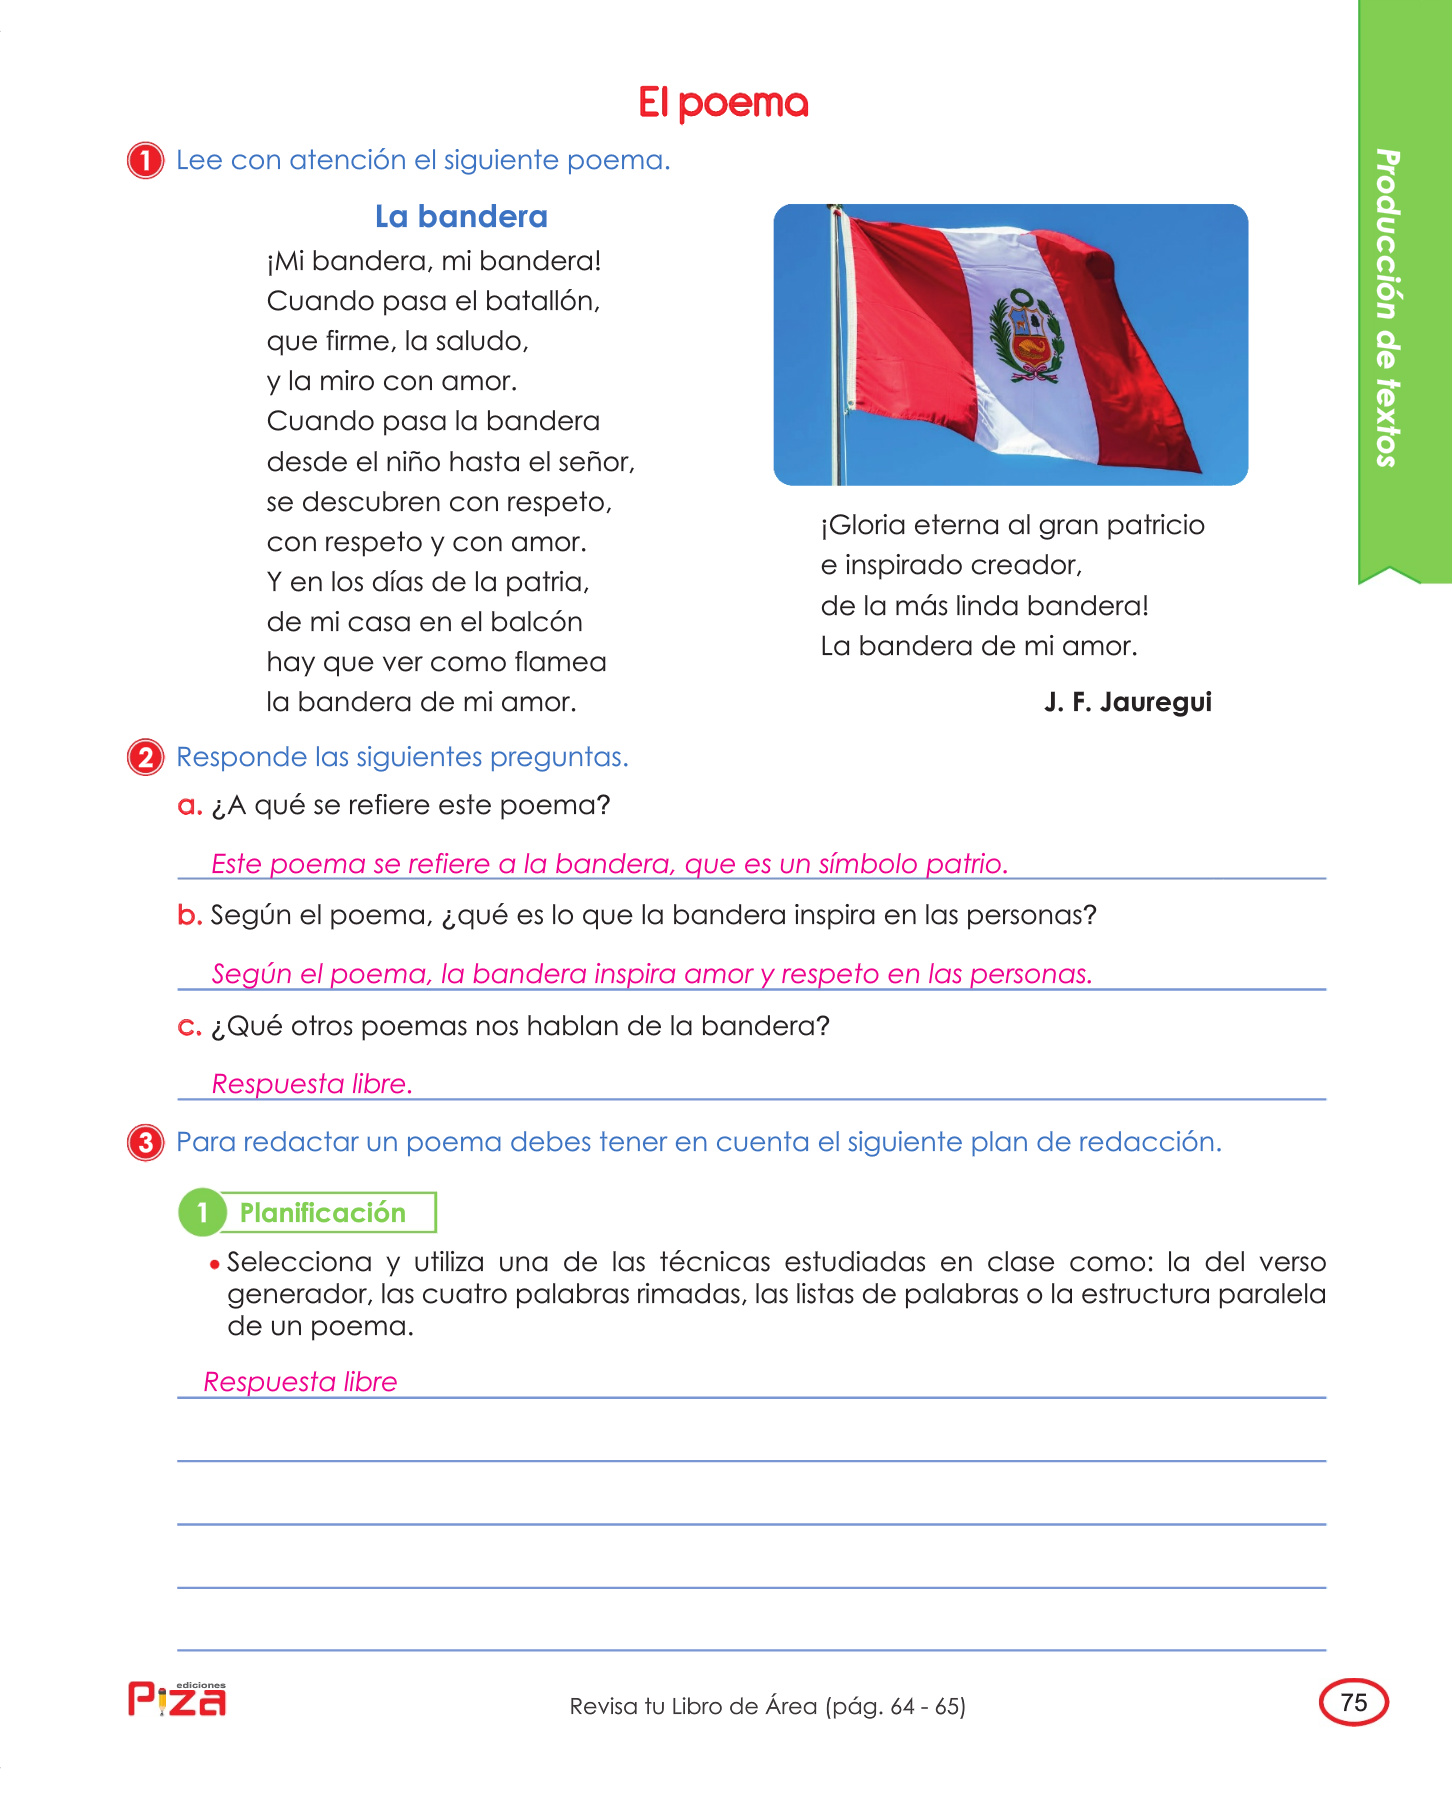 El poema
1 Lee con atención el siguiente poema.
La bandera
¡Mi bandera, mi bandera!
Cuando pasa el batallón,
que firme, la saludo,
y la miro con amor.
Cuando pasa la bandera
desde el niño hasta el señor,
se descubren con respeto,
con respeto y con amor.
Y en los días de la patria,
de mi casa en el balcón
hay que ver como flamea
la bandera de mi amor.
¡Gloria eterna al gran patricio
e inspirado creador,
de la más linda bandera!
La bandera de mi amor.
J. F. Jauregui
2 Responde las siguientes preguntas.
a. ¿A qué se refiere este poema?
Este poema se refiere a la bandera, que es un símbolo patrio.
b. Según el poema, ¿qué es lo que la bandera inspira en las personas?
Según el poema, la bandera inspira amor y respeto en las personas.
c. ¿Qué otros poemas nos hablan de la bandera?
Respuesta libre.
3 Para redactar un poema debes tener en cuenta el siguiente plan de redacción.
1 Planificación
• Selecciona y utiliza una de las técnicas estudiadas en clase como: la del verso
generador, las cuatro palabras rimadas, las listas de palabras o la estructura paralela
de un poema.
Respuesta libre
ediciones
Piza
Revisa tu Libro de Área (pág. 64 - 65)
75
Producción de textos